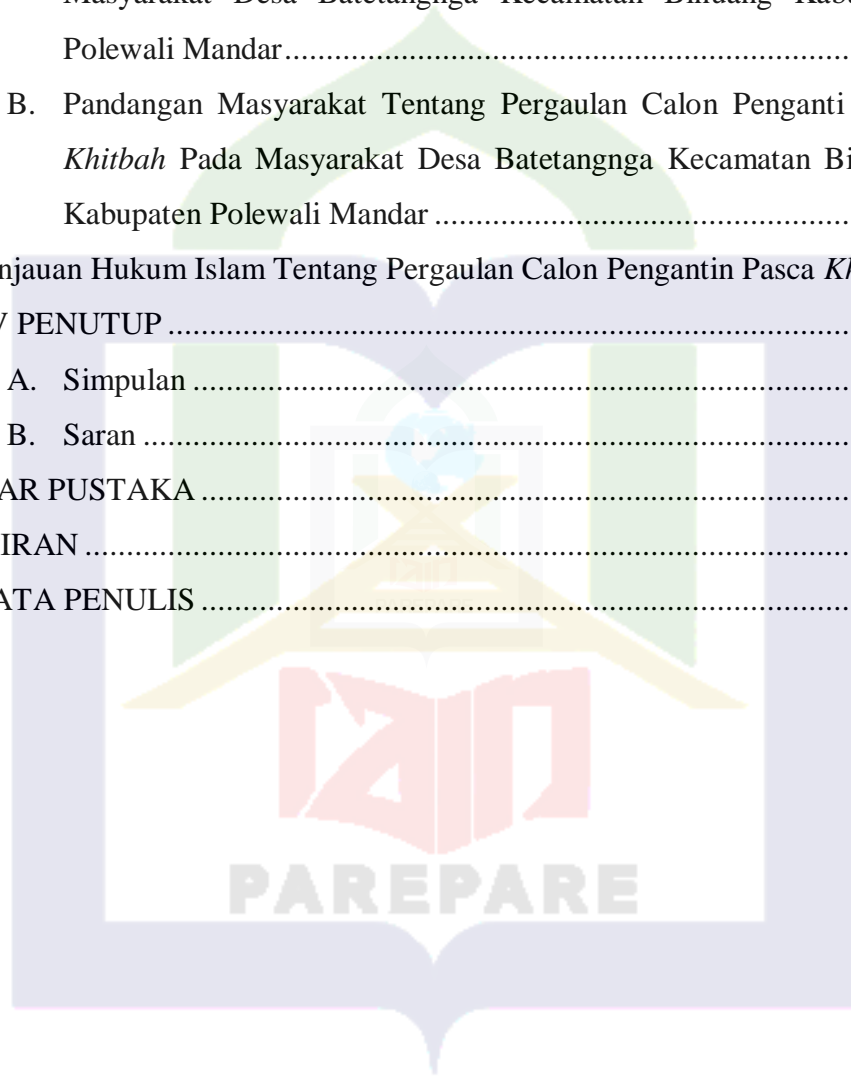 Masyarakat Desa Batetangnga Kecamatan Binuang Kabu
Polewali Mandar........................................................................
B. Pandangan Masyarakat Tentang Pergaulan Calon Penganti
Khitbah Pada Masyarakat Desa Batetangnga Kecamatan Bi
Kabupaten Polewali Mandar........................................................
njauan Hukum Islam Tentang Pergaulan Calon Pengantin Pasca Kh
V PENUTUP........................................................................
A. Simpulan........................................................................
B. Saran........................................................................
AR PUSTAKA........................................................................
IRAN........................................................................
ATA PENULIS........................................................................
iain
PAREPARE